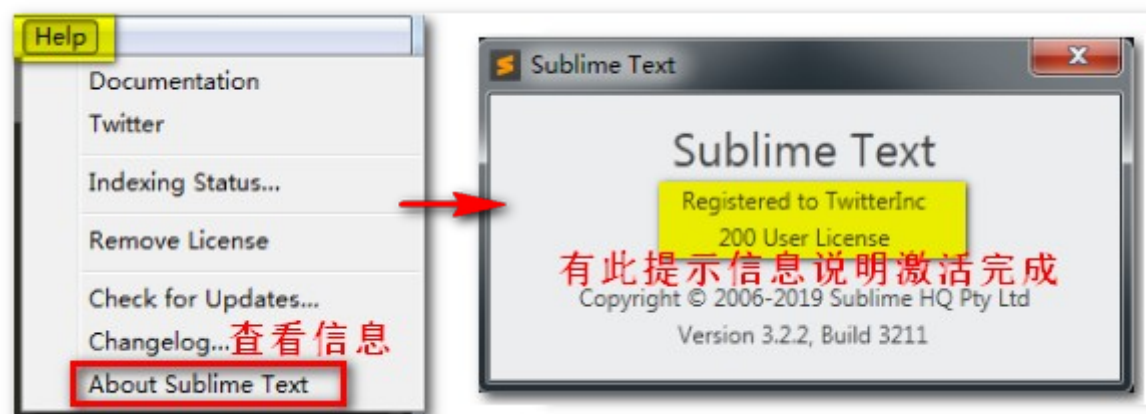 Help
Documentation
Twitter
Indexing Status...
Remove License
Check for Updates...
Changelog...查看信息
About Sublime Text
Sublime Text
x
Sublime Text
Registered to TwitterInc
200 User License
有此提示信息说明激活完成
Copyright © 2006-2019 Sublime HQ Pty Ltd
Version 3.2.2, Build 3211